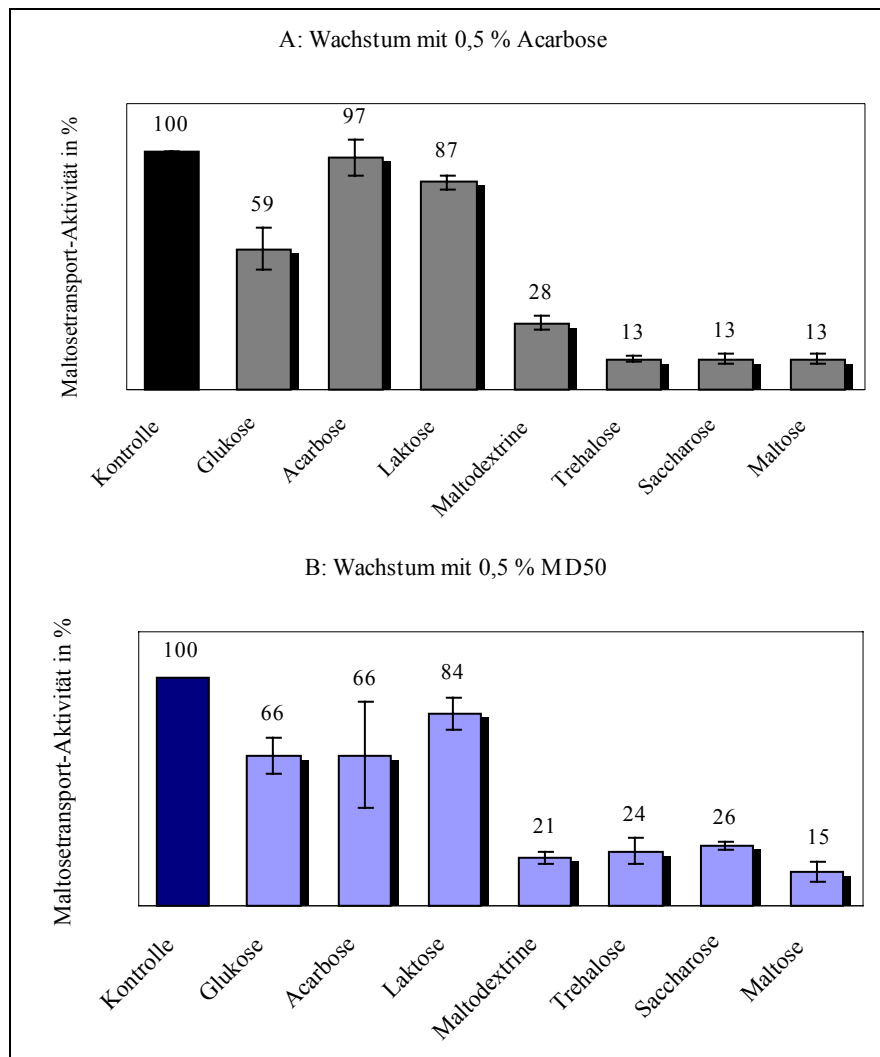 A: Wachstum mit 0,5 % Acarbose
Maltosetransport-Aktivität in %
100
59
97
87
28
13
13
13
Kontrolle
Glukose
Acarbose
Laktose
Maltodextrine
Trehalose
Saccharose
Maltose
B: Wachstum mit 0,5 % MD50
Maltosetransport-Aktivität in %
100
66
66
84
21
24
26
15
Kontrolle
Glukose
Acarbose
Laktose
Maltodextrine
Trehalose
Saccharose
Maltose